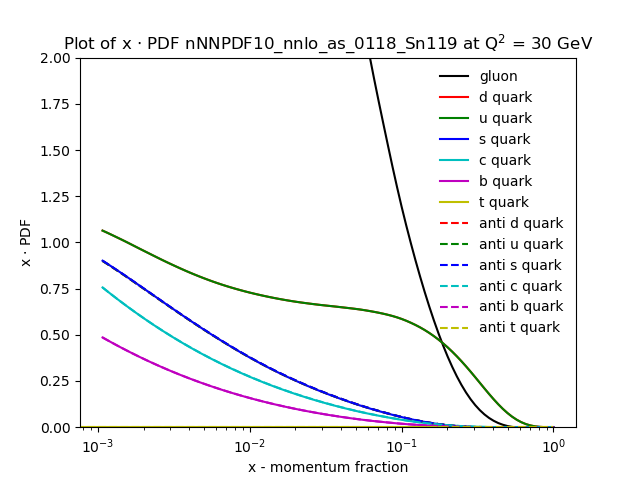 Plot of x · PDF nNNPDF10_nnlo_as_0118_Sn119 at Q² = 30 GeV
2.00
1.75
1.50
1.25
1.00
0.75
0.50
0.25
0.00
x · PDF
gluon
d quark
u quark
s quark
c quark
b quark
t quark
anti d quark
anti u quark
anti s quark
anti c quark
anti b quark
anti t quark
10⁻³ 10⁻² 10⁻¹ 10⁰
x - momentum fraction